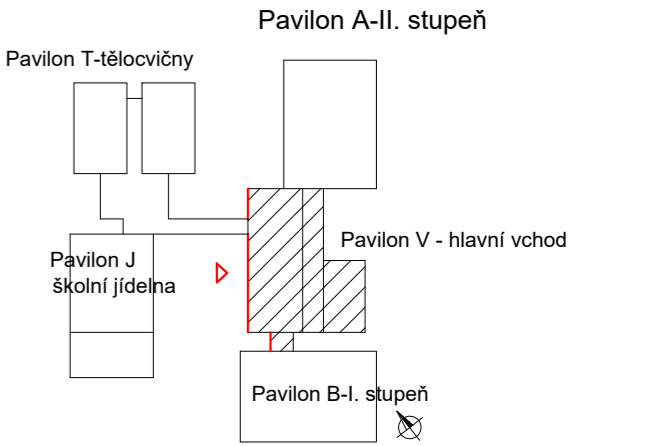 Pavilon A-II. stupeň
Pavilon T-tělocvičny
Pavilon V - hlavní vchod
Pavilon J
školní jídelna
Pavilon B-I. stupeň